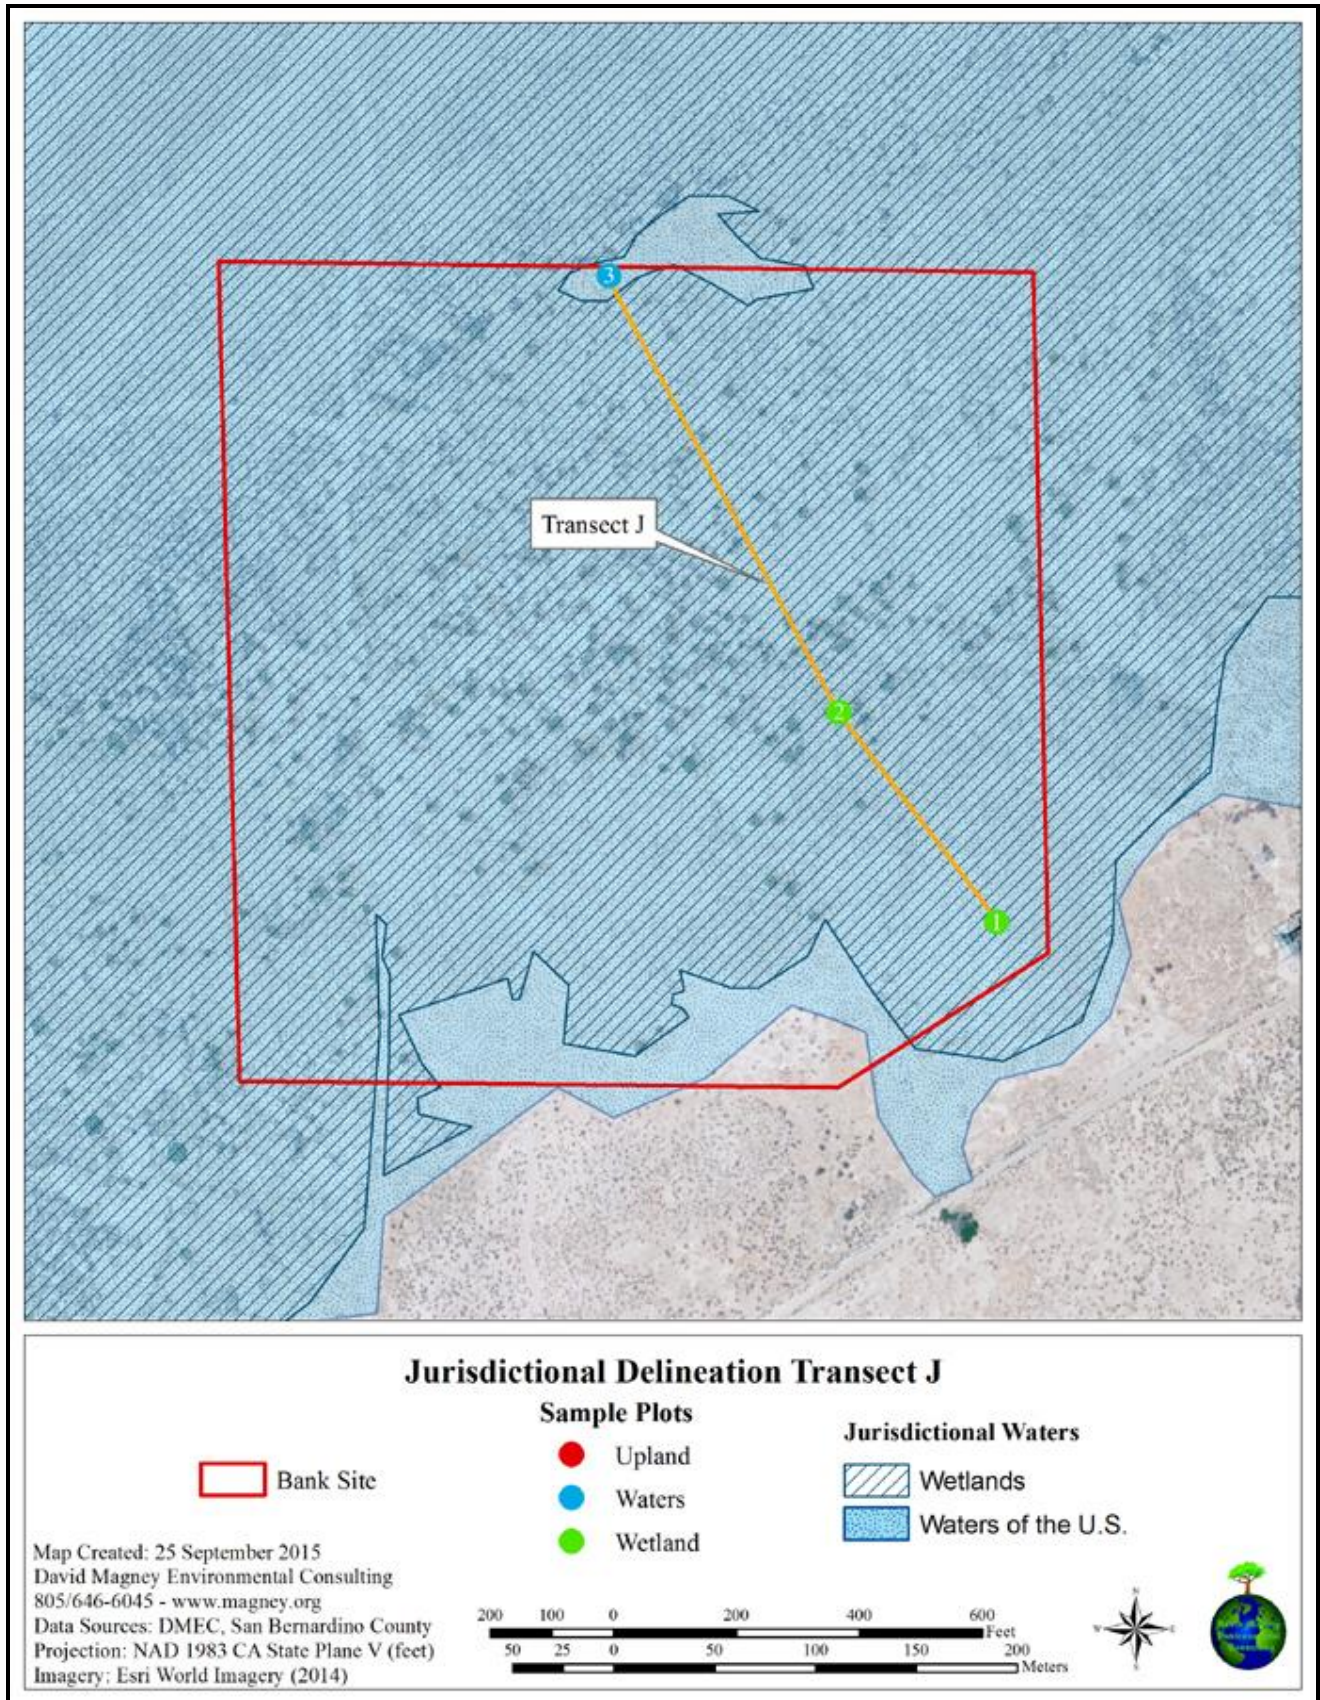 3
Transect J
2
1
Jurisdictional Delineation Transect J
Sample Plots
Upland
Waters
Wetland
Bank Site
Jurisdictional Waters
Wetlands
Waters of the U.S.
Map Created: 25 September 2015
David Magney Environmental Consulting
805/646-6045 - www.magney.org
Data Sources: DMEC, San Bernardino County
Projection: NAD 1983 CA State Plane V (feet)
Imagery: Esri World Imagery (2014)
200 100 0 200 400 600
Feet
50 25 0 50 100 150 200
Meters
N
W E
S